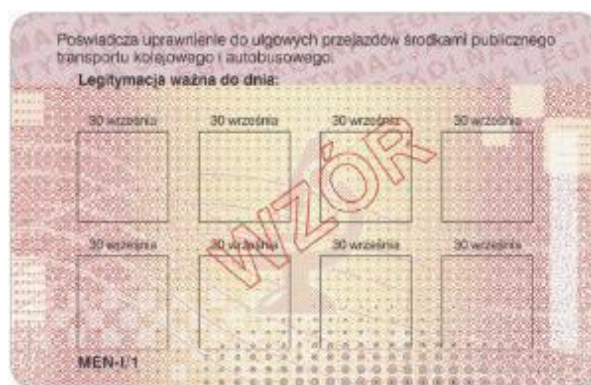 Poświadcza uprawnienie do ulgowych przejazdów środkami publicznego
transportu kolejowego i autobusowego.
Legitymacja ważna do dnia:
30 września 30 września 30 września 30 września
WZÓR
30 września 30 września 30 września 30 września
MEN-I/1